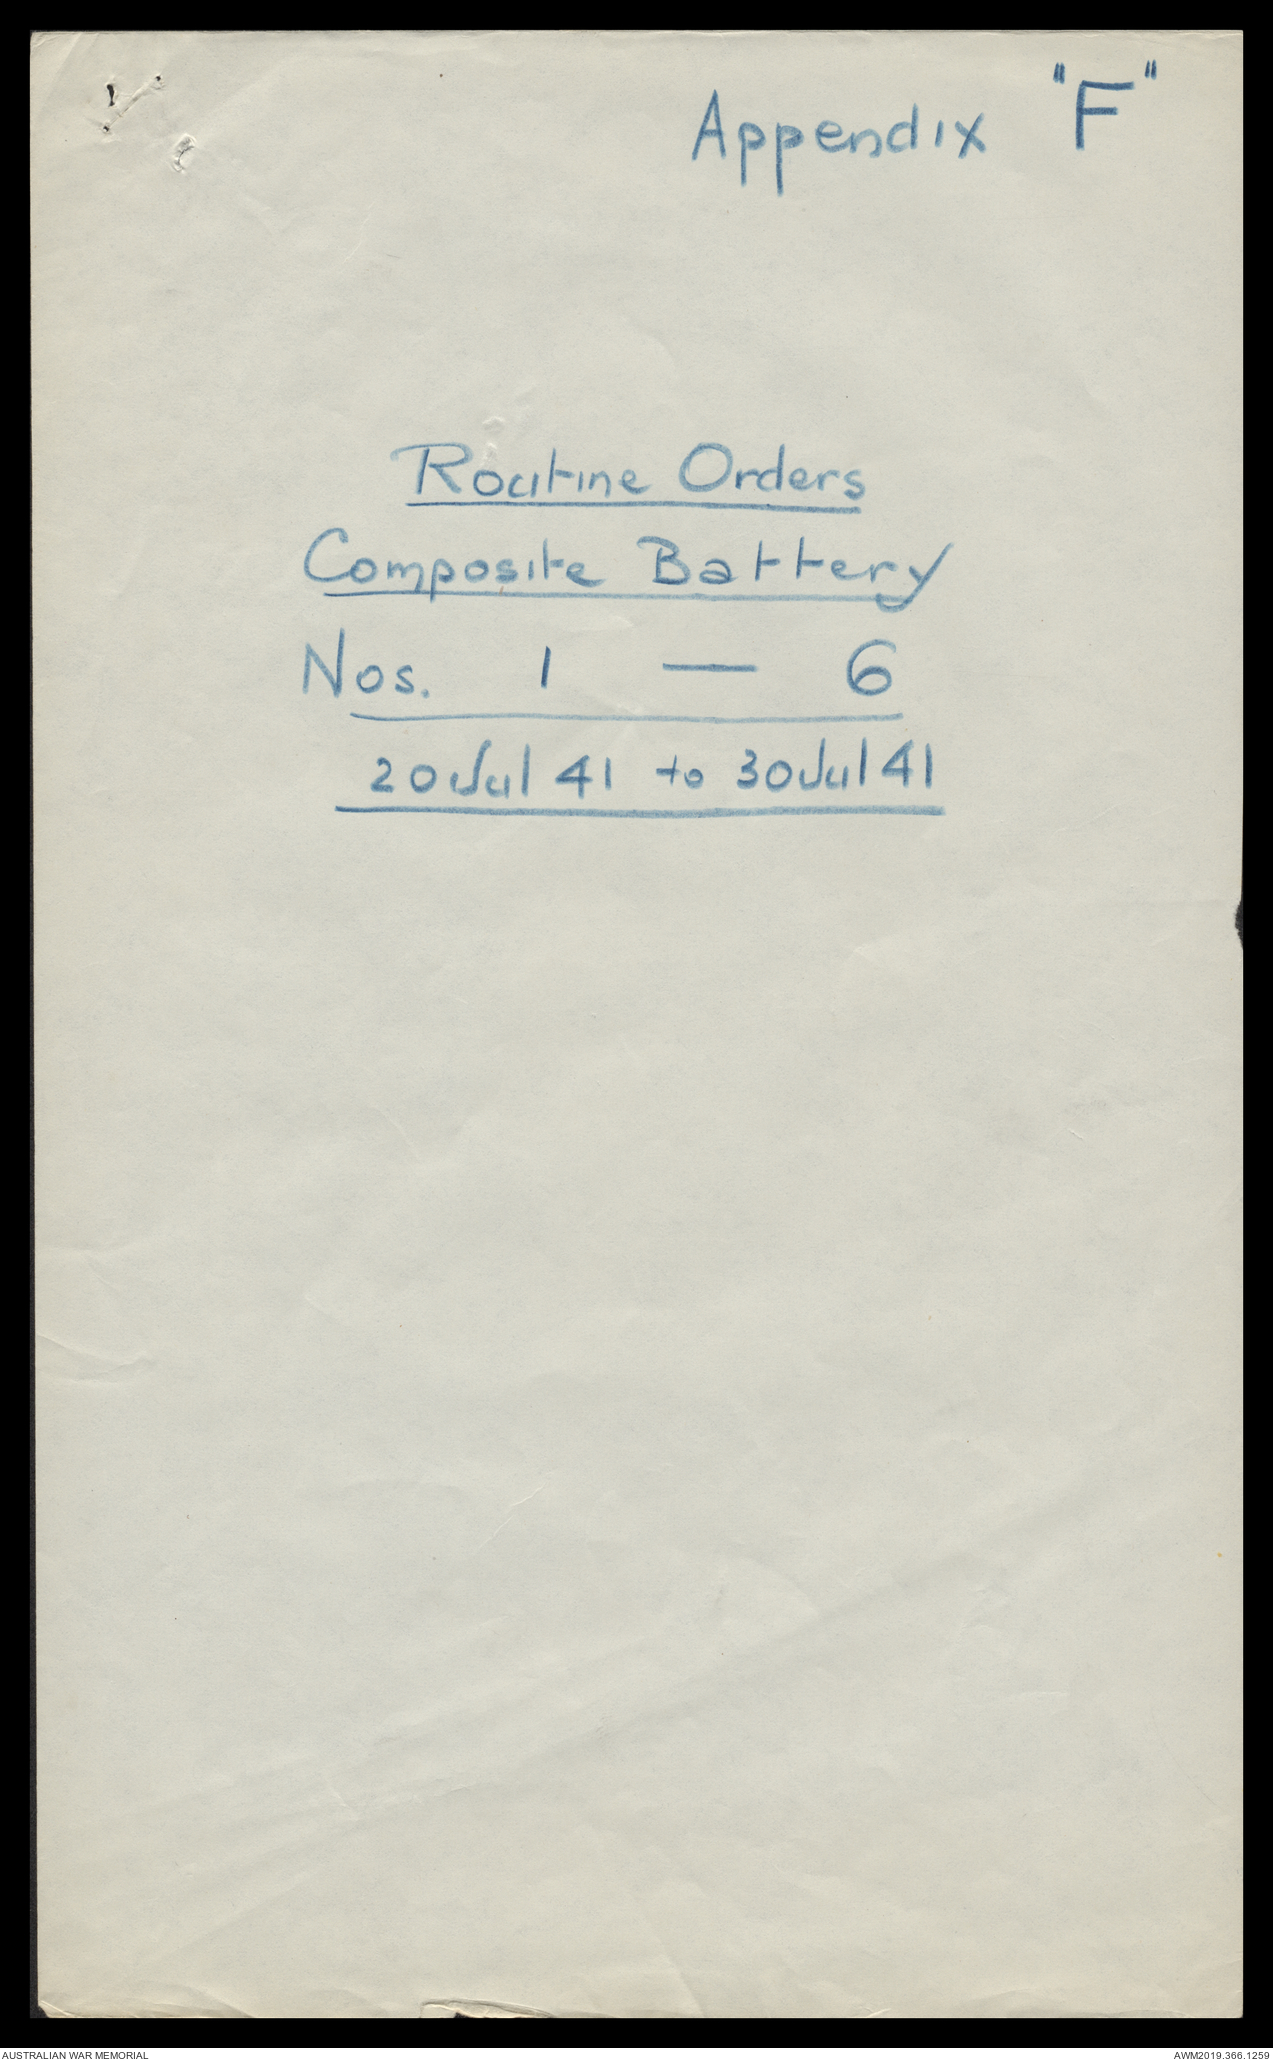 Appendix "F"
Routine Orders
Composite Battery
Nos. 1 — 6
20 Jul 41 to 30 Jul 41
AUSTRALIAN WAR MEMORIAL
AWM2019.366.1259